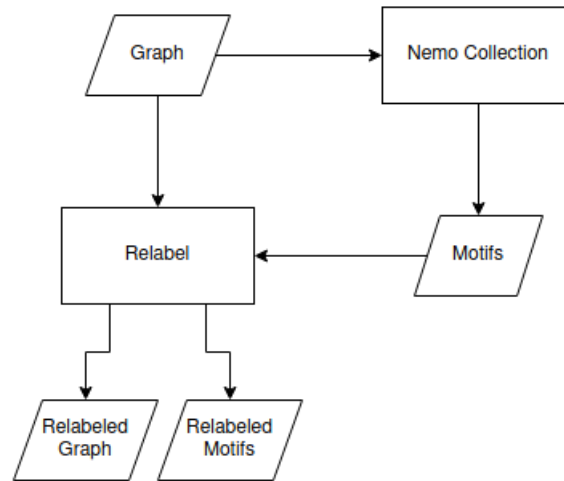 Graph
Nemo Collection
Relabel
Motifs
Relabeled
Graph
Relabeled
Motifs